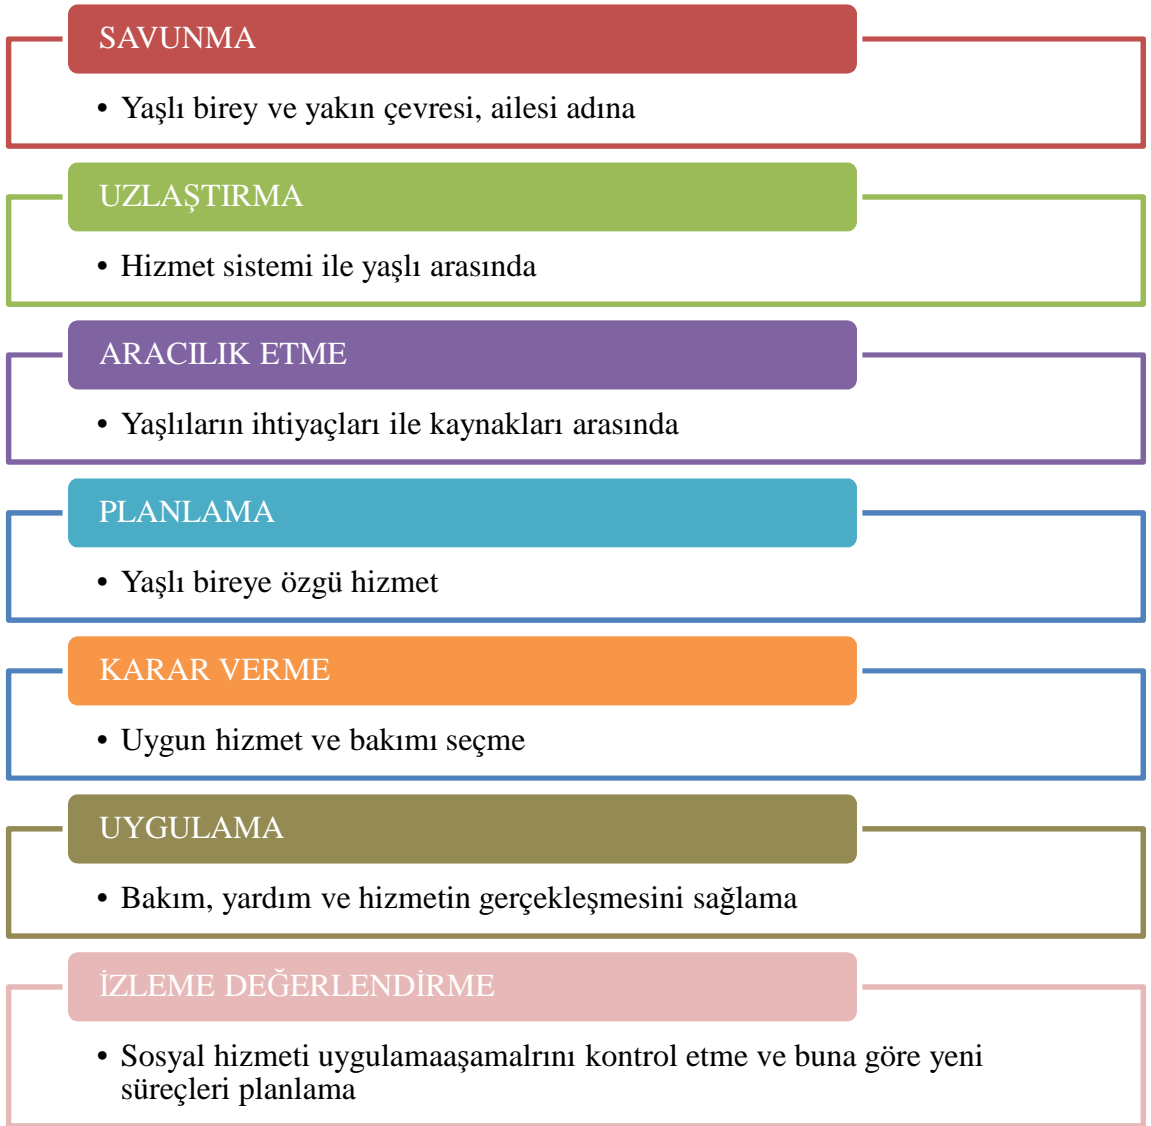 SAVUNMA
• Yaşlı birey ve yakın çevresi, ailesi adına
UZLAŞTIRMA
• Hizmet sistemi ile yaşlı arasında
ARACILIK ETME
• Yaşlıların ihtiyaçları ile kaynakları arasında
PLANLAMA
• Yaşlı bireye özgü hizmet
KARAR VERME
• Uygun hizmet ve bakımı seçme
UYGULAMA
• Bakım, yardım ve hizmetin gerçekleşmesini sağlama
İZLEME DEĞERLENDİRME
• Sosyal hizmeti uygulamaaşamalrını kontrol etme ve buna göre yeni
süreçleri planlama